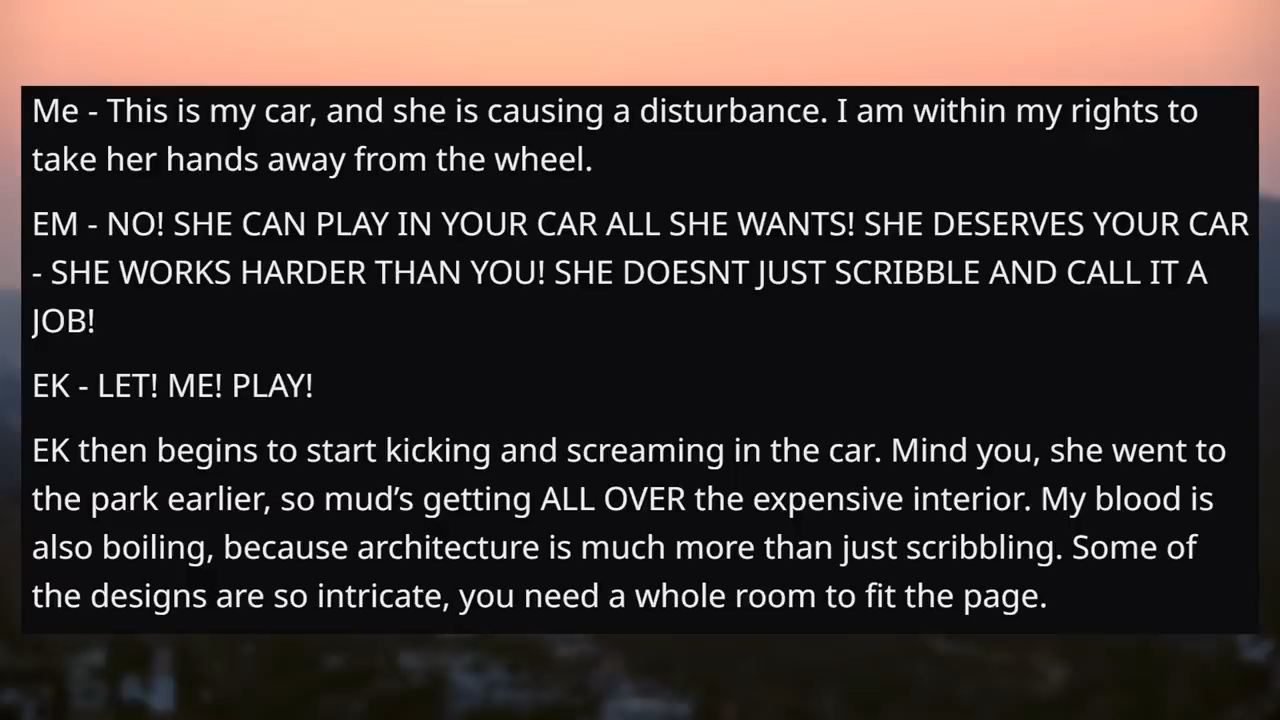 Me - This is my car, and she is causing a disturbance. I am within my rights to
take her hands away from the wheel.
EM - NO! SHE CAN PLAY IN YOUR CAR ALL SHE WANTS! SHE DESERVES YOUR CAR
- SHE WORKS HARDER THAN YOU! SHE DOESNT JUST SCRIBBLE AND CALL IT A
JOB!
EK - LET! ME! PLAY!
EK then begins to start kicking and screaming in the car. Mind you, she went to
the park earlier, so mud’s getting ALL OVER the expensive interior. My blood is
also boiling, because architecture is much more than just scribbling. Some of
the designs are so intricate, you need a whole room to fit the page.